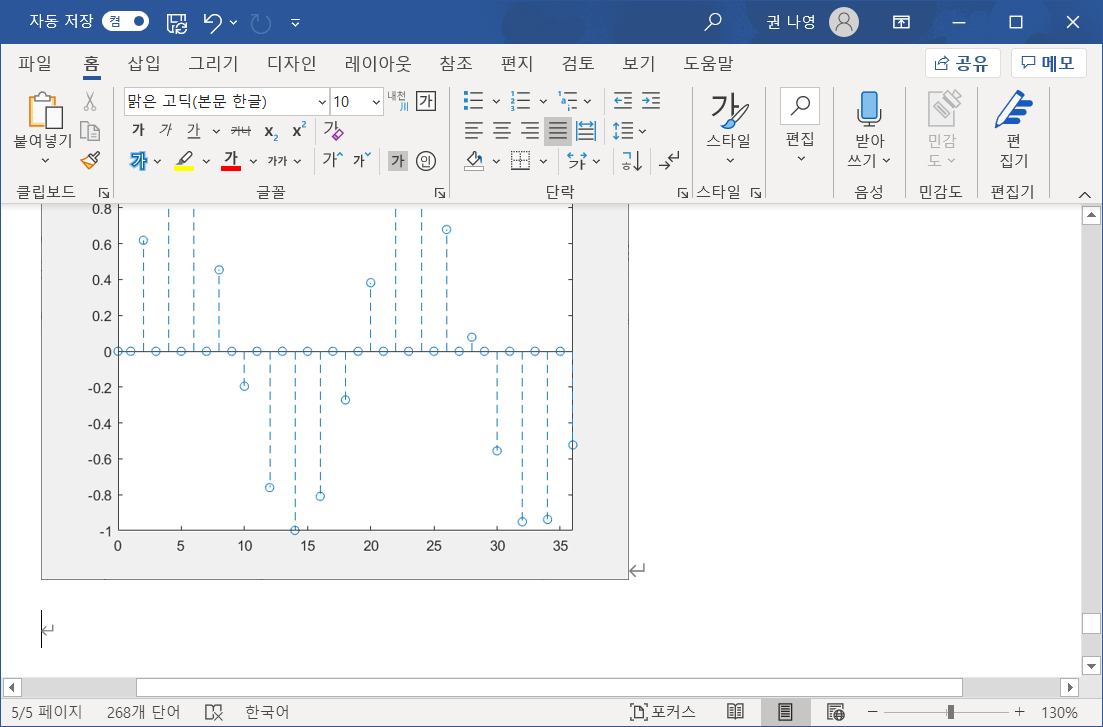 자동 저장 켬 권 나영
파일 홈 삽입 그리기 디자인 레이아웃 참조 편지 검토 보기 도움말 공유 메모
붙여넣기
맑은 고딕(본문 한글) 10 내천 川 가
가 가 가 가나 x₂ x² 가
가 가 가가 가 가 가 인
가 ㄱㅎ
가
스타일
편집
받아
쓰기
민감
도
편
집기
클립보드 글꼴 단락 스타일 음성 민감도 편집기
0.8
0.6
0.4
0.2
0
-0.2
-0.4
-0.6
-0.8
-1
0 5 10 15 20 25 30 35
5/5 페이지 268개 단어 한국어 포커스 130%